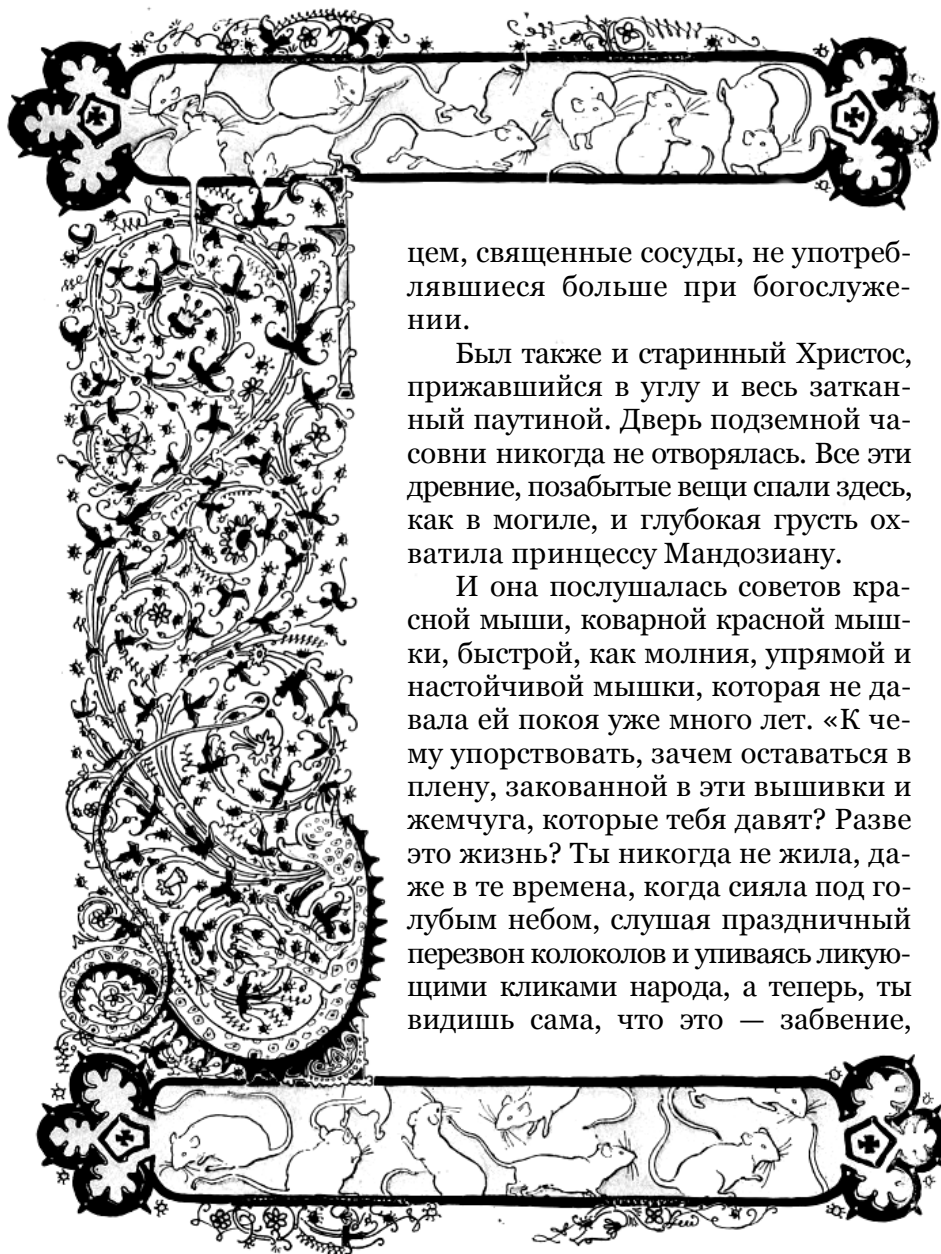 цем, священные сосуды, не употреб-
лявшиеся больше при богослуже-
нии.
Был также и старинный Христос,
прижавшийся в углу и весь заткан-
ный паутиной. Дверь подземной ча-
совни никогда не отворялась. Все эти
древние, позабытые вещи спали здесь,
как в могиле, и глубокая грусть ох-
ватила принцессу Мандозиану.
И она послушалась советов кра-
сной мыши, коварной красной мыш-
ки, быстрой, как молния, упрямой и
настойчивой мышки, которая не да-
вала ей покоя уже много лет. «К че-
му упорствовать, зачем оставаться в
плену, закованной в эти вышивки и
жемчуга, которые тебя давят? Разве
это жизнь? Ты никогда не жила, да-
же в те времена, когда сияла под го-
лубым небом, слушая праздничный
перезвон колоколов и упиваясь ликую-
щими кликами народа, а теперь, ты
видишь сама, что это — забвение,